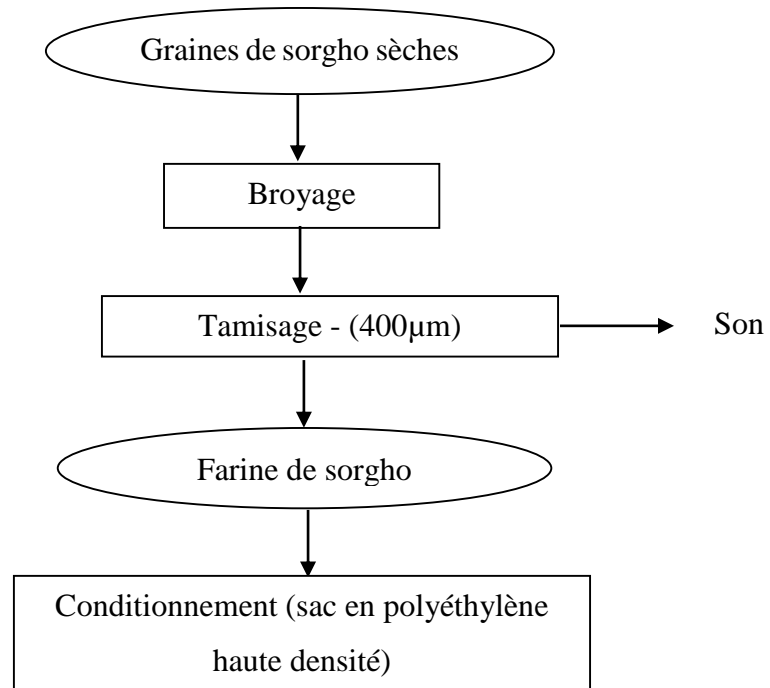 Graines de sorgho sèches
Broyage
Tamisage - (400µm)
Son
Farine de sorgho
Conditionnement (sac en polyéthylène
haute densité)